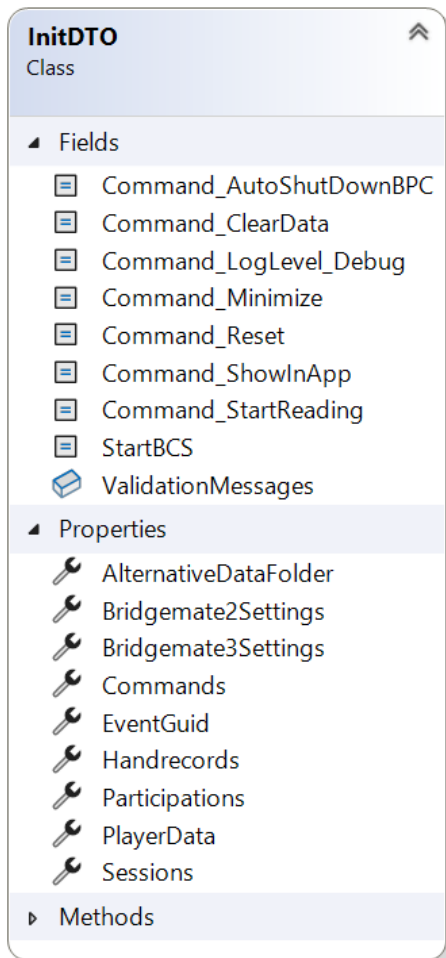 InitDTO
Class
Fields
Command_AutoShutDownBPC
Command_ClearData
Command_LogLevel_Debug
Command_Minimize
Command_Reset
Command_ShowInApp
Command_StartReading
StartBCS
ValidationMessages
Properties
AlternativeDataFolder
Bridgemate2Settings
Bridgemate3Settings
Commands
EventGuid
Handrecords
Participations
PlayerData
Sessions
Methods